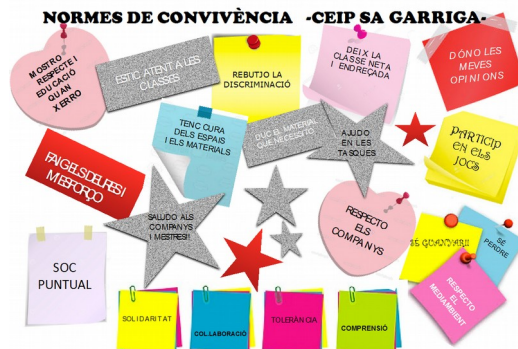 NORMES DE CONVIVÈNCIA -CEIP SA GARRIGA-
MOSTRO
RESPECTE I
EDUCACIÓ
QUAN
XERRO
ESTIC ATENT A LES
CLASSES
REBUTJO LA
DISCRIMINACIÓ
DEIX LA
CLASSE NETA
I ENDREÇADA
DÓNO LES
MEVES
OPINIONS
TENC CURA
DELS ESPAIS
I ELS MATERIALS
DUC EL MATERIAL
QUE NECESSITO
AJUDO
EN LES
TASQUES
PARTICIP
EN ELS
JOCS
FAIG ELS DEURES I
M'ESFORÇO
SALUDO ALS
COMPANYS
I MESTRES!!
RESPECTO
ELS
COMPANYS
SÉ GUANYAR!!
SÉ
PERDRE
SOC
PUNTUAL
RESPECTO
EL
MEDIAMBIENT
SOLIDARITAT
COL.LABORACIÓ
TOLERÀNCIA
COMPRENSIÓ